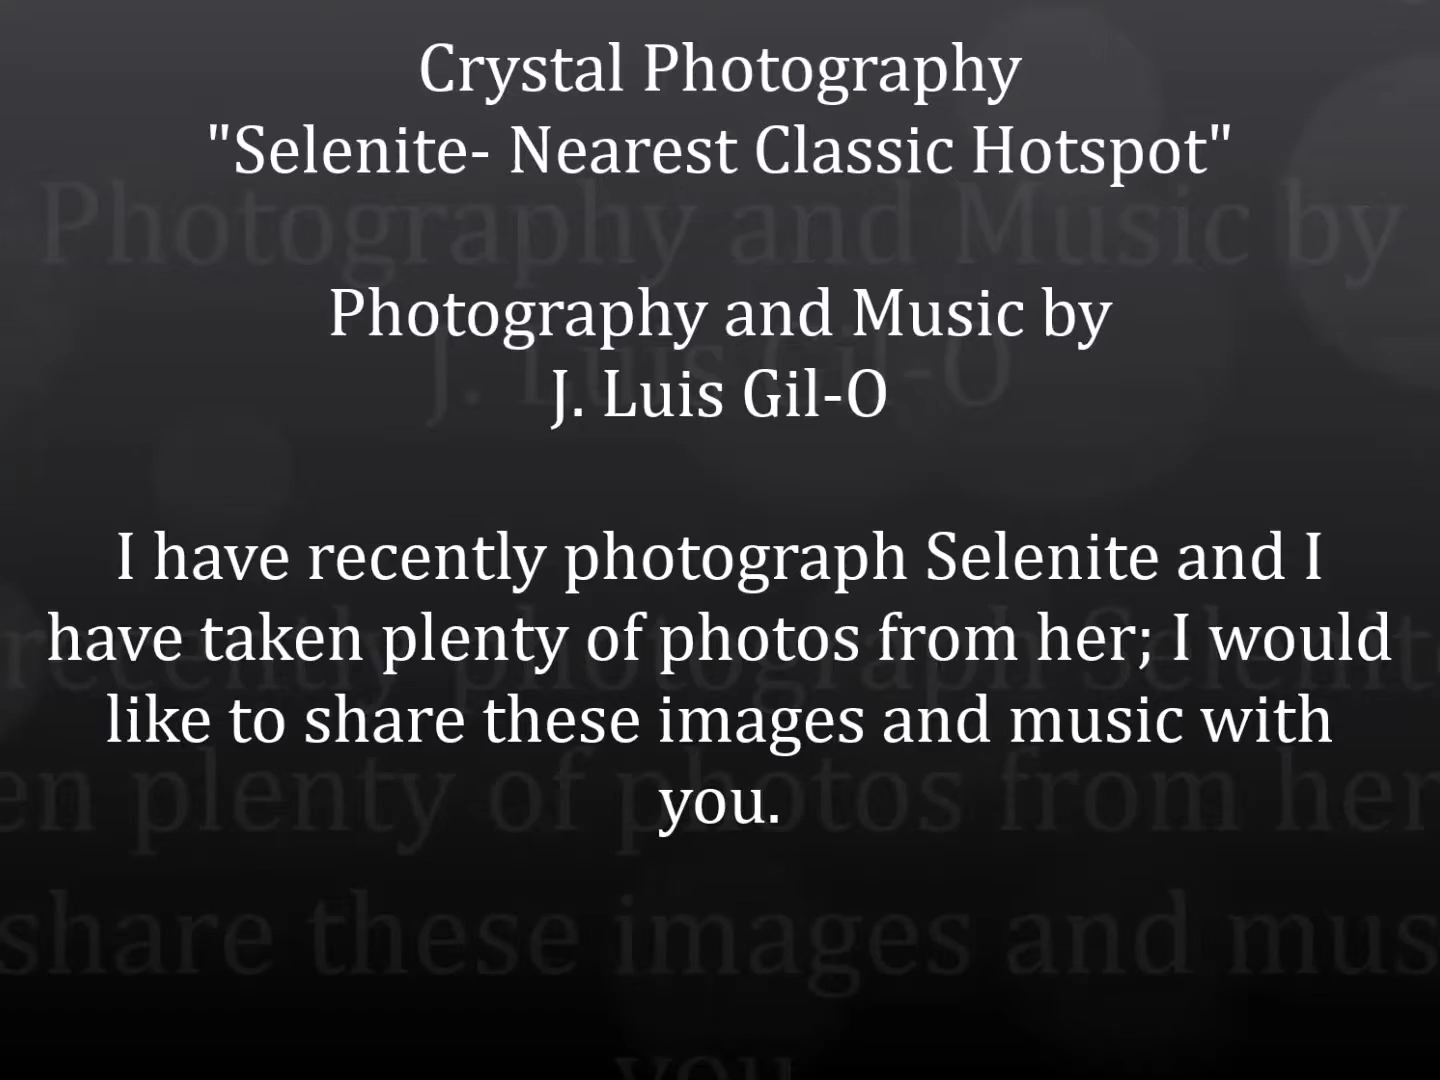 Crystal Photography
"Selenite- Nearest Classic Hotspot"
Photography and Music by
J. Luis Gil-O
I have recently photograph Selenite and I
have taken plenty of photos from her; I would
like to share these images and music with
you.